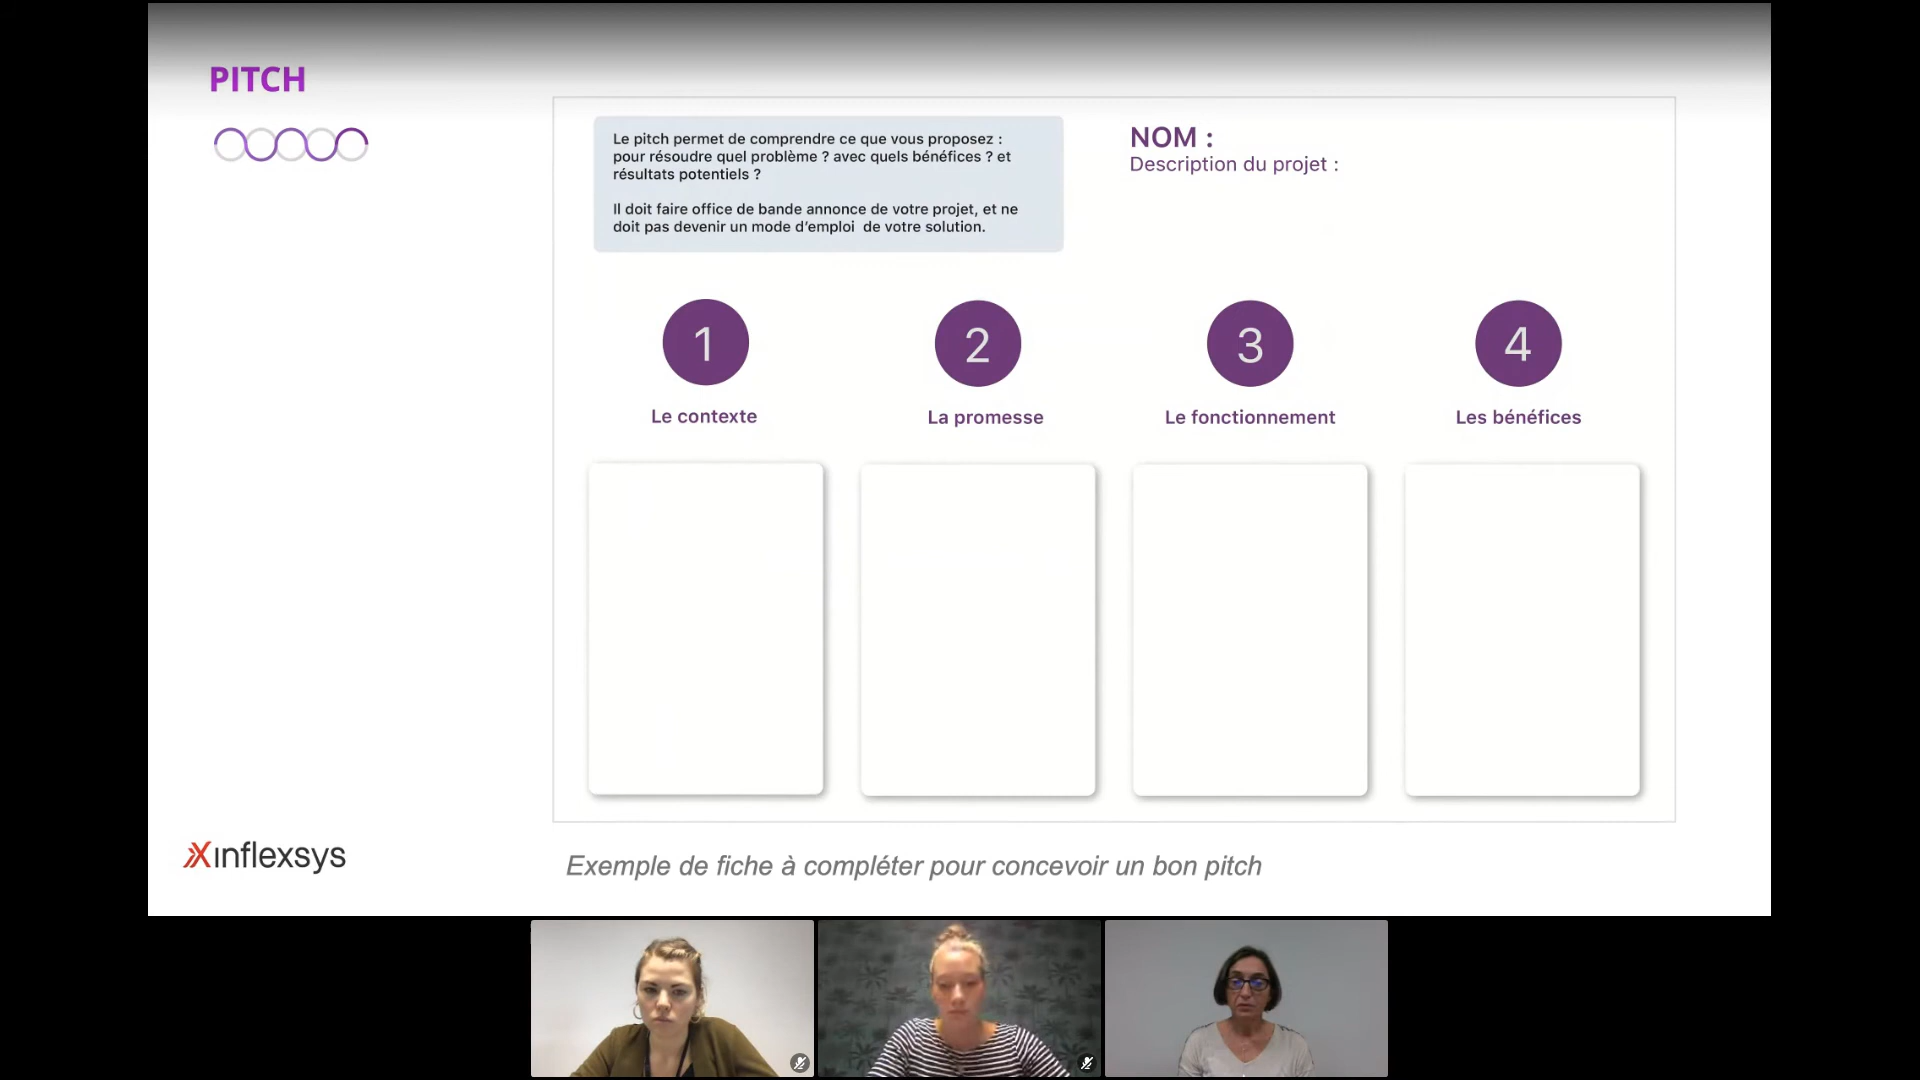 PITCH
Le pitch permet de comprendre ce que vous proposez :
pour résoudre quel problème ? avec quels bénéfices ? et
résultats potentiels ?
Il doit faire office de bande annonce de votre projet, et ne
doit pas devenir un mode d'emploi  de votre solution.
NOM :
Description du projet :
1
2
3
4
Le contexte
La promesse
Le fonctionnement
Les bénéfices
inflexsys
Exemple de fiche à compléter pour concevoir un bon pitch